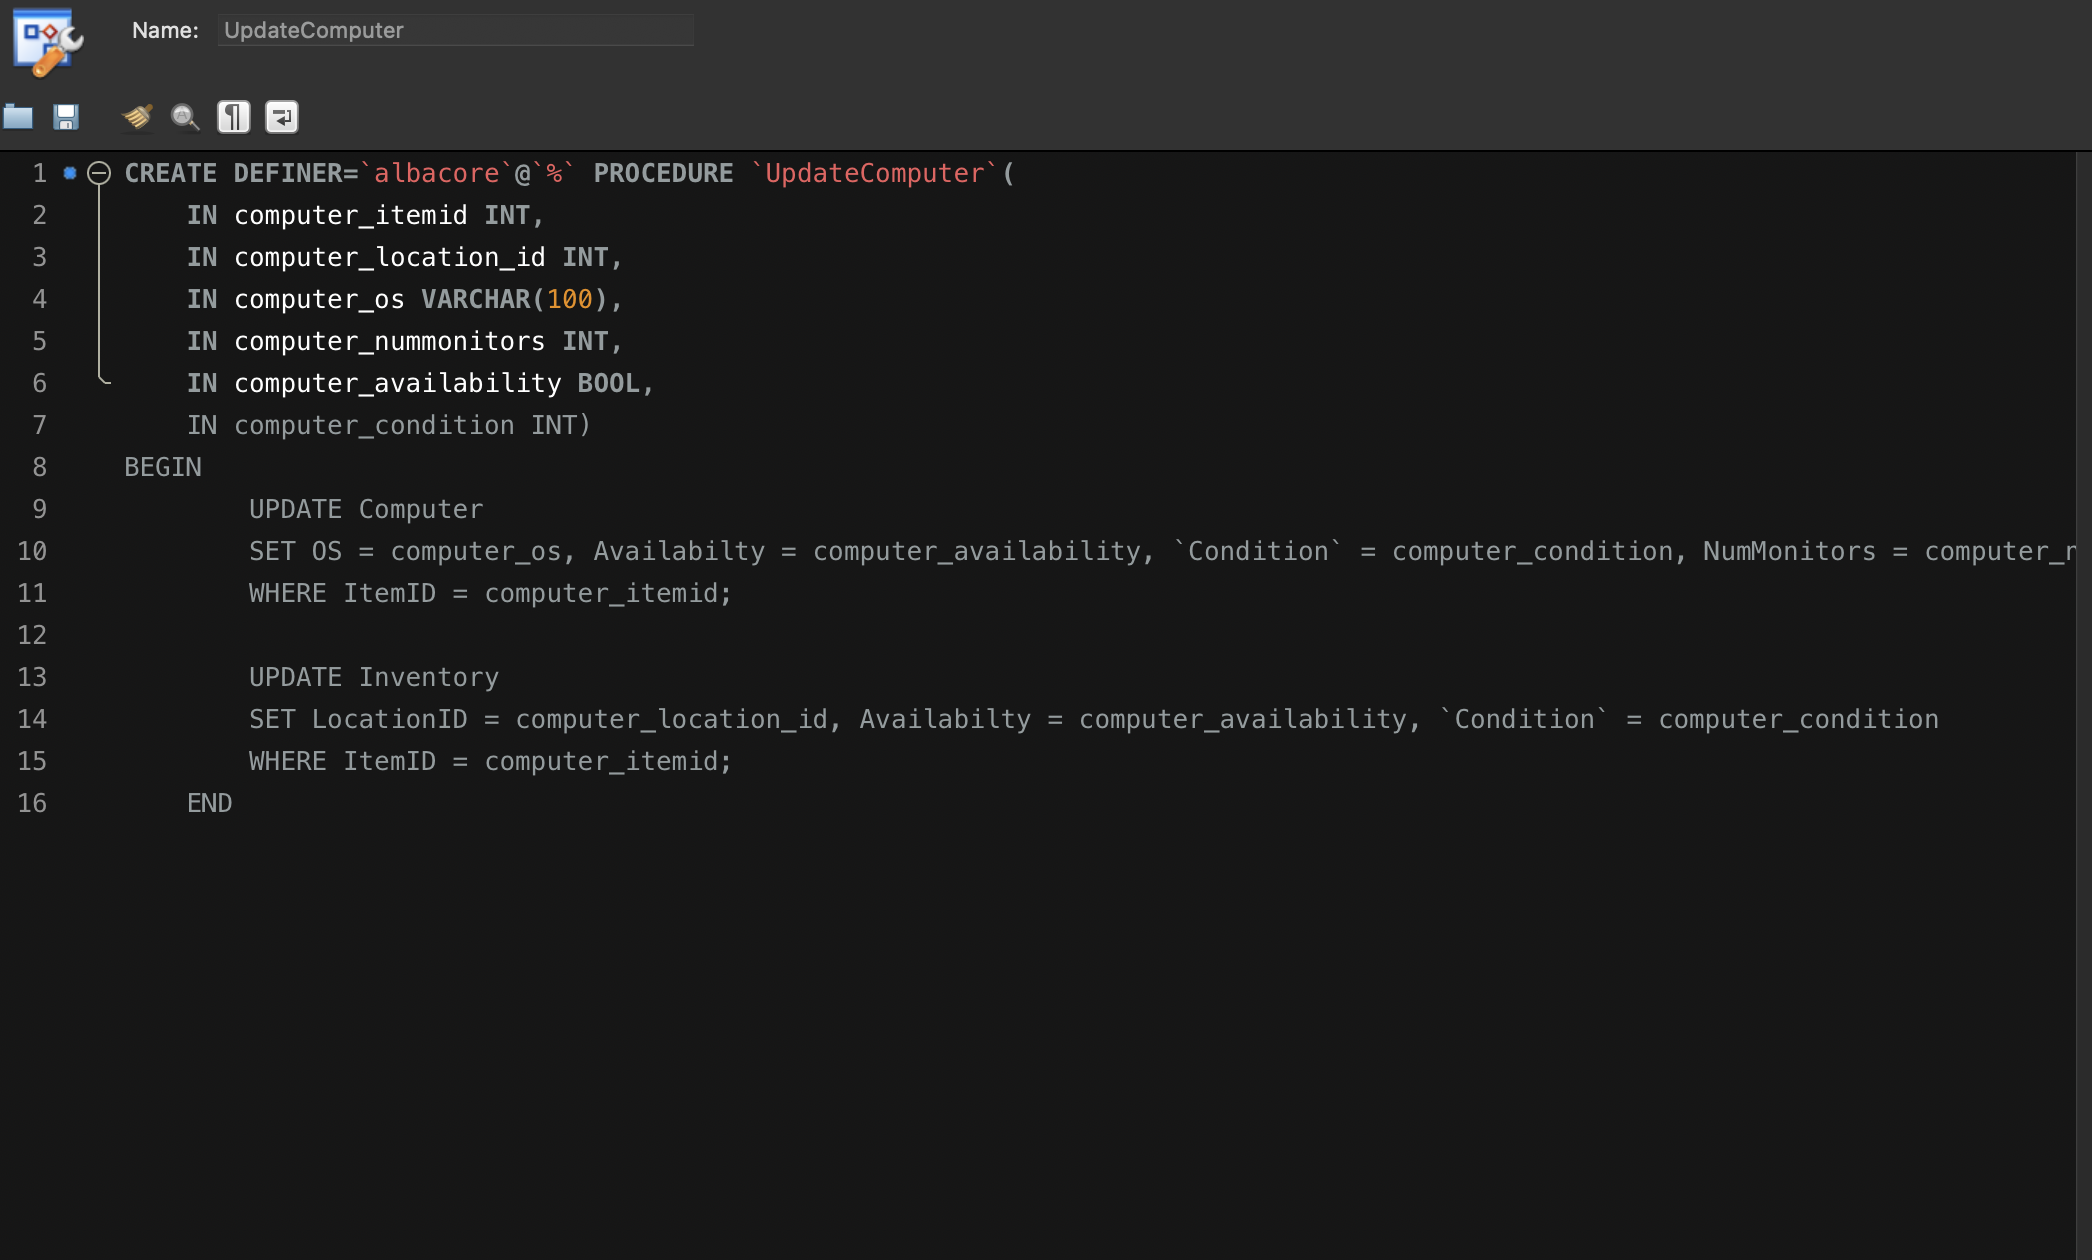 Name: UpdateComputer
1 CREATE DEFINER=`albacore`@`%` PROCEDURE `UpdateComputer`(
2 IN computer_itemid INT,
3 IN computer_location_id INT,
4 IN computer_os VARCHAR(100),
5 IN computer_nummonitors INT,
6 IN computer_availability BOOL,
7 IN computer_condition INT)
8 BEGIN
9 UPDATE Computer
10 SET OS = computer_os, Availabilty = computer_availability, `Condition` = computer_condition, NumMonitors =
11 WHERE ItemID = computer_itemid;
12
13 UPDATE Inventory
14 SET LocationID = computer_location_id, Availabilty = computer_availability, `Condition` = computer_condition
15 WHERE ItemID = computer_itemid;
16 END